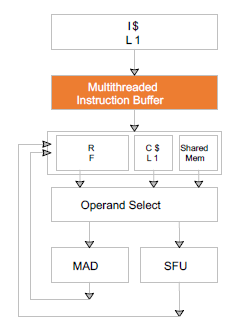 I $
L 1
Multithreaded
Instruction Buffer
R
F
C $
L 1
Shared
Mem
Operand Select
MAD
SFU